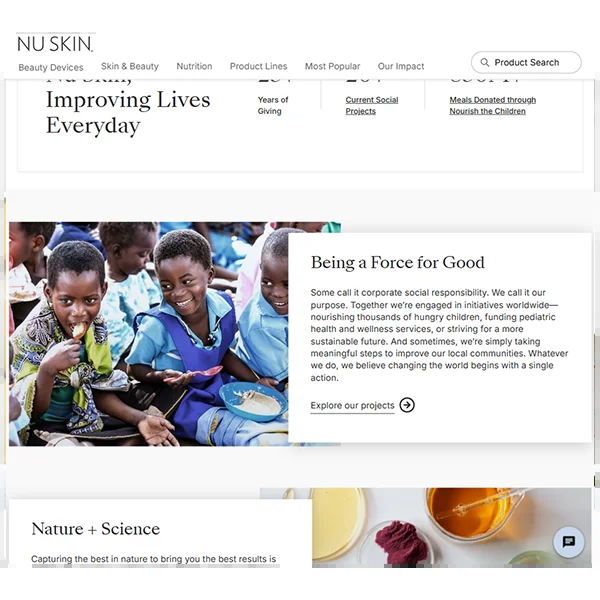 NU SKIN
Beauty Devices Skin & Beauty Nutrition Product Lines Most Popular Our Impact
Product Search
Nu Skin,
Improving Lives
Everyday
Years of
Giving
Current Social
Projects
Meals Donated through
Nourish the Children
Being a Force for Good
Some call it corporate social responsibility. We call it our
purpose. Together we're engaged in initiatives worldwide—
nourishing thousands of hungry children, funding pediatric
health and wellness services, or striving for a more
sustainable future. And sometimes, we're simply taking
meaningful steps to improve our local communities. Whatever
we do, we believe changing the world begins with a single
action.
Explore our projects
Nature + Science
Capturing the best in nature to bring you the best results is